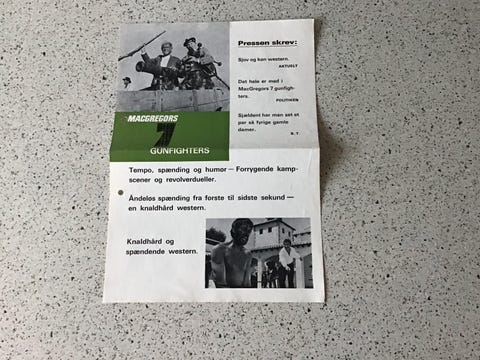 Pressen skrev:
Sjov og køn western.
AKTUELT
Det hele er med i
MacGregors 7 gunfigh-
ters.
POLITIKEN
Sjældent har man set et
par så fyrige gamle
damer.
B. T.
MACGREGORS
7
GUNFIGHTERS
Tempo, spænding og humor — Forrygende kamp-
scener og revolverdueller.
Åndeløs spænding fra første til sidste sekund —
en knaldhård western.
Knaldhård og
spændende western.